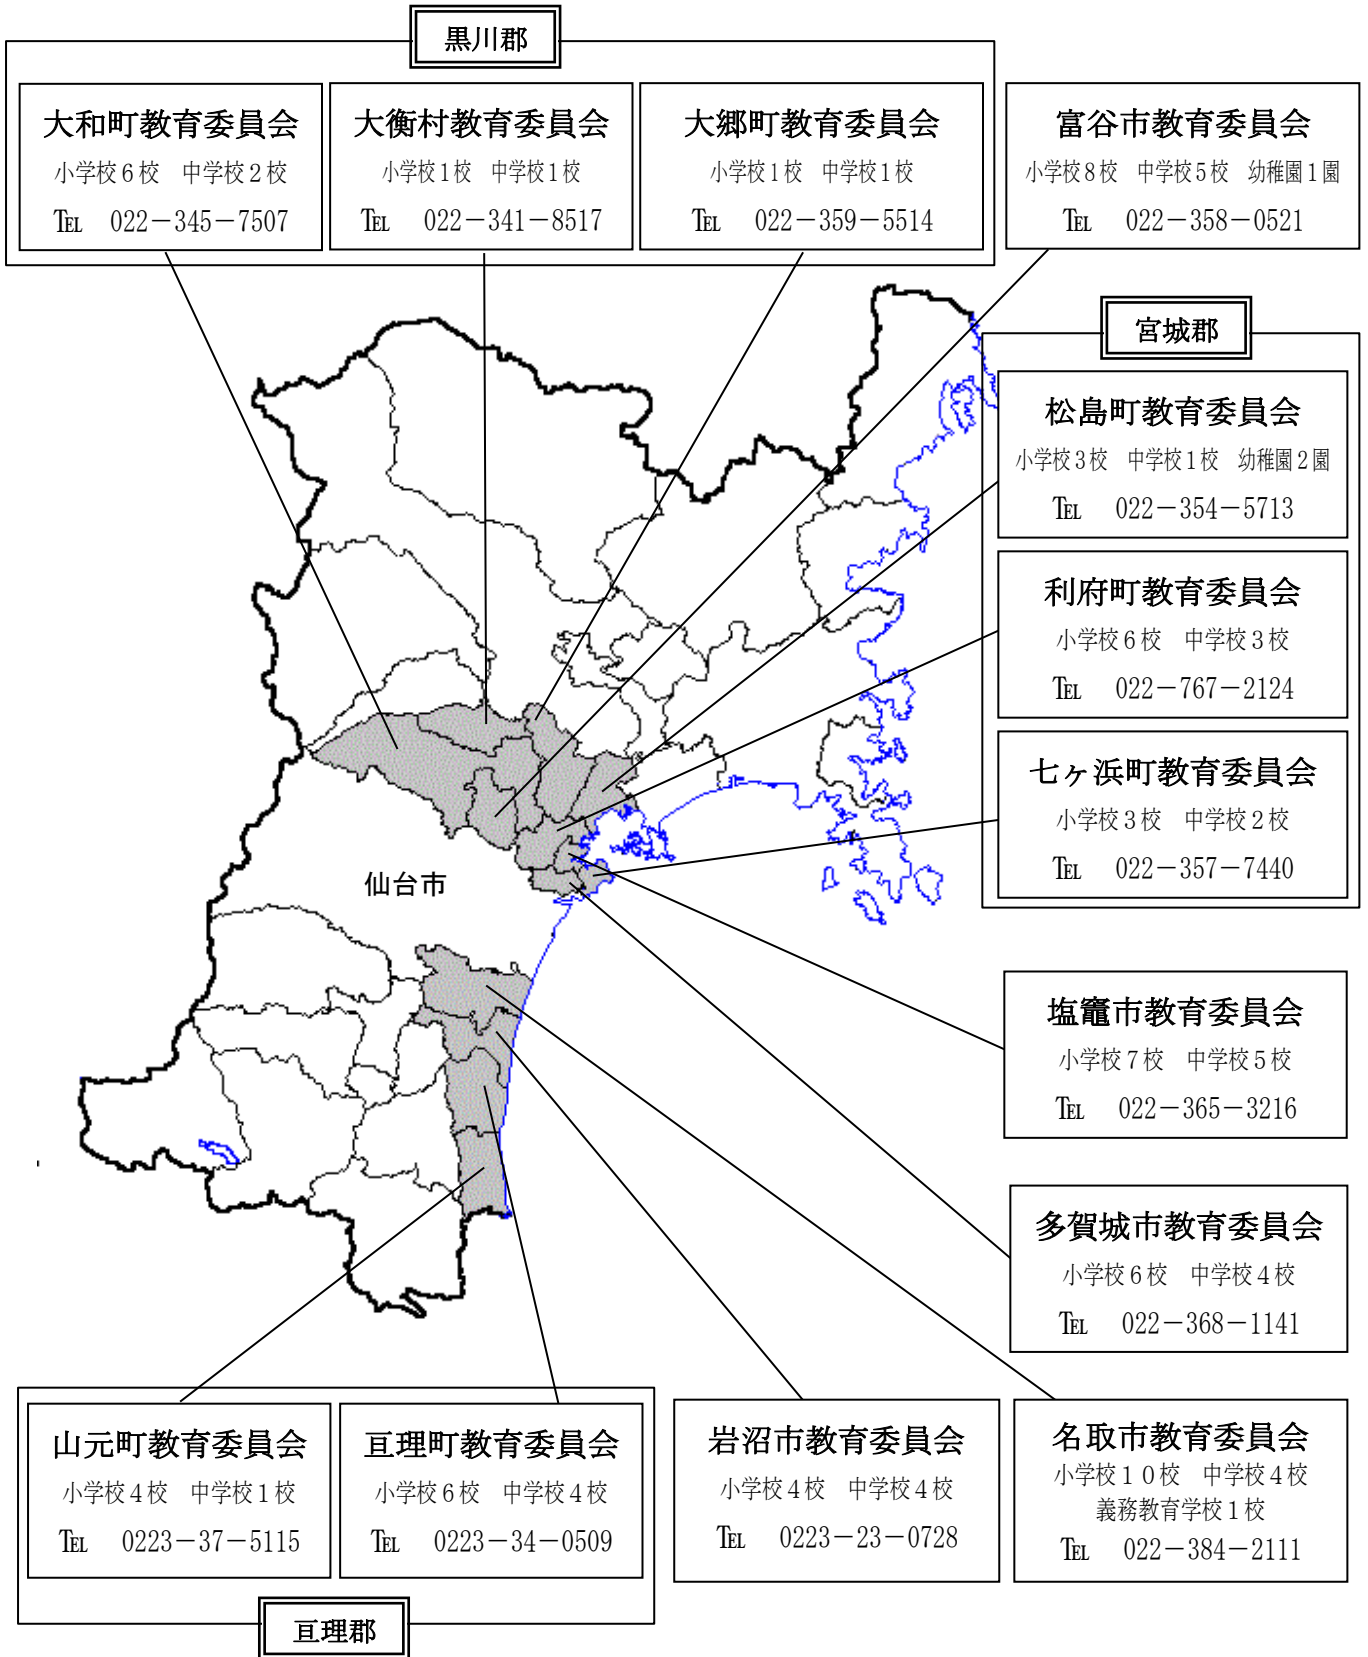 黒川郡
大和町教育委員会
小学校6校　中学校2校
℡　022－345－7507
大衡村教育委員会
小学校1校　中学校1校
℡　022－341－8517
大郷町教育委員会
小学校1校　中学校1校
℡　022－359－5514
富谷市教育委員会
小学校8校　中学校5校　幼稚園1園
℡　022－358－0521
宮城郡
松島町教育委員会
小学校3校　中学校1校　幼稚園2園
℡　022－354－5713
利府町教育委員会
小学校6校　中学校3校
℡　022－767－2124
七ヶ浜町教育委員会
小学校3校　中学校2校
℡　022－357－7440
仙台市
塩竈市教育委員会
小学校7校　中学校5校
℡　022－365－3216
多賀城市教育委員会
小学校6校　中学校4校
℡　022－368－1141
山元町教育委員会
小学校4校　中学校1校
℡　0223－37－5115
亘理町教育委員会
小学校6校　中学校4校
℡　0223－34－0509
岩沼市教育委員会
小学校4校　中学校4校
℡　0223－23－0728
名取市教育委員会
小学校10校　中学校4校
義務教育学校1校
℡　022－384－2111
亘理郡